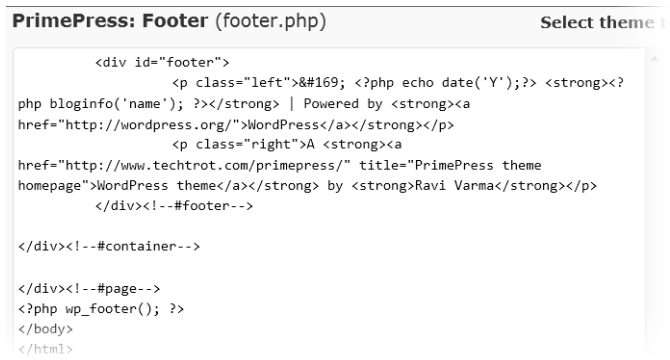 PrimePress: Footer (footer.php) Select theme t
<div id="footer">
<p class="left">&#169; <?php echo date('Y');?> <strong><?
php bloginfo('name'); ?></strong> | Powered by <strong><a
href="http://wordpress.org/">WordPress</a></strong></p>
<p class="right">A <strong><a
href="http://www.techtrot.com/primepress/" title="PrimePress theme
homepage">WordPress theme</a></strong> by <strong>Ravi Varma</strong></p>
</div><!--#footer-->
</div><!--#container-->
</div><!--#page-->
<?php wp_footer(); ?>
</body>
</html>